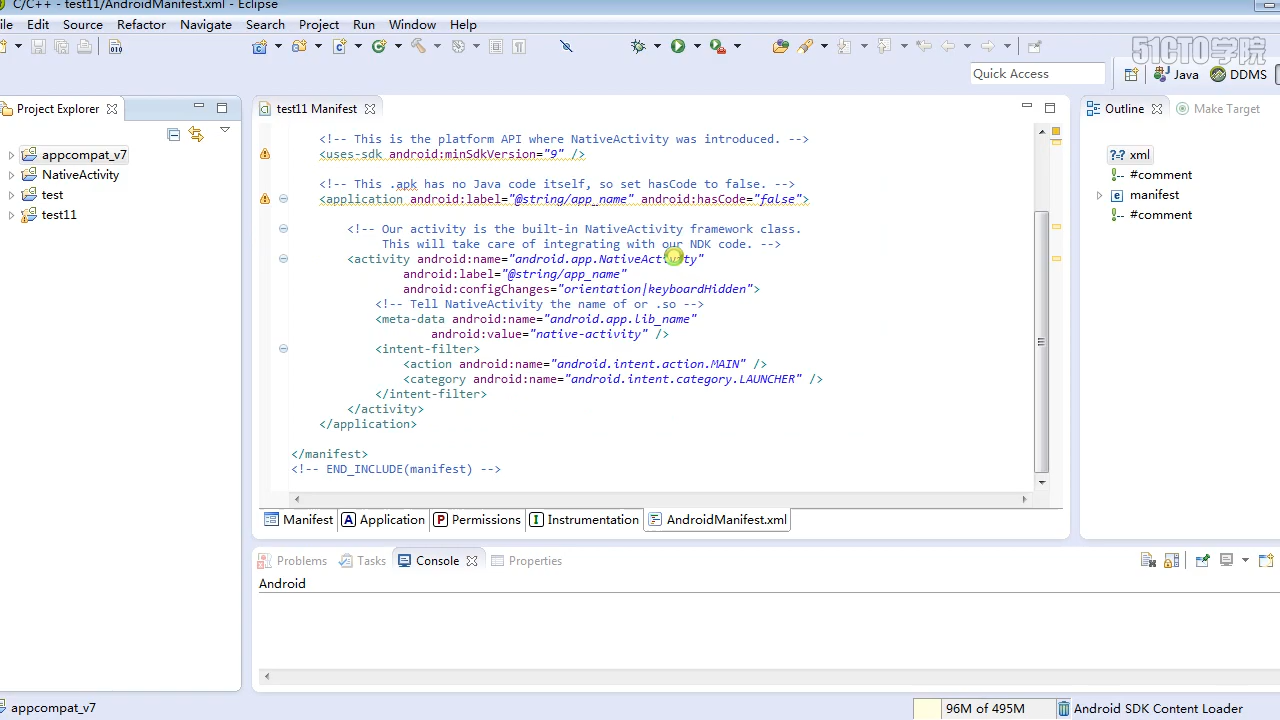 C/C++ - test11/AndroidManifest.xml - Eclipse
Edit Source Refactor Navigate Search Project Run Window Help
51CTO学院
Quick Access
Java
DDMS
Project Explorer
test11 Manifest
Outline
Make Target
appcompat_v7
NativeActivity
test
test11
<!-- This is the platform API where NativeActivity was introduced. -->
<uses-sdk android:minSdkVersion="9" />
<!-- This .apk has no Java code itself, so set hasCode to false. -->
<application android:label="@string/app_name" android:hasCode="false">
<!-- Our activity is the built-in NativeActivity framework class.
This will take care of integrating with our NDK code. -->
<activity android:name="android.app.NativeActivity"
android:label="@string/app_name"
android:configChanges="orientation|keyboardHidden">
<!-- Tell NativeActivity the name of or .so -->
<meta-data android:name="android.app.lib_name"
android:value="native-activity" />
<intent-filter>
<action android:name="android.intent.action.MAIN" />
<category android:name="android.intent.category.LAUNCHER" />
</intent-filter>
</activity>
</application>
</manifest>
<!-- END_INCLUDE(manifest) -->
?? xml
#comment
manifest
#comment
Manifest
Application
Permissions
Instrumentation
AndroidManifest.xml
Problems
Tasks
Console
Properties
Android
appcompat_v7
96M of 495M
Android SDK Content Loader